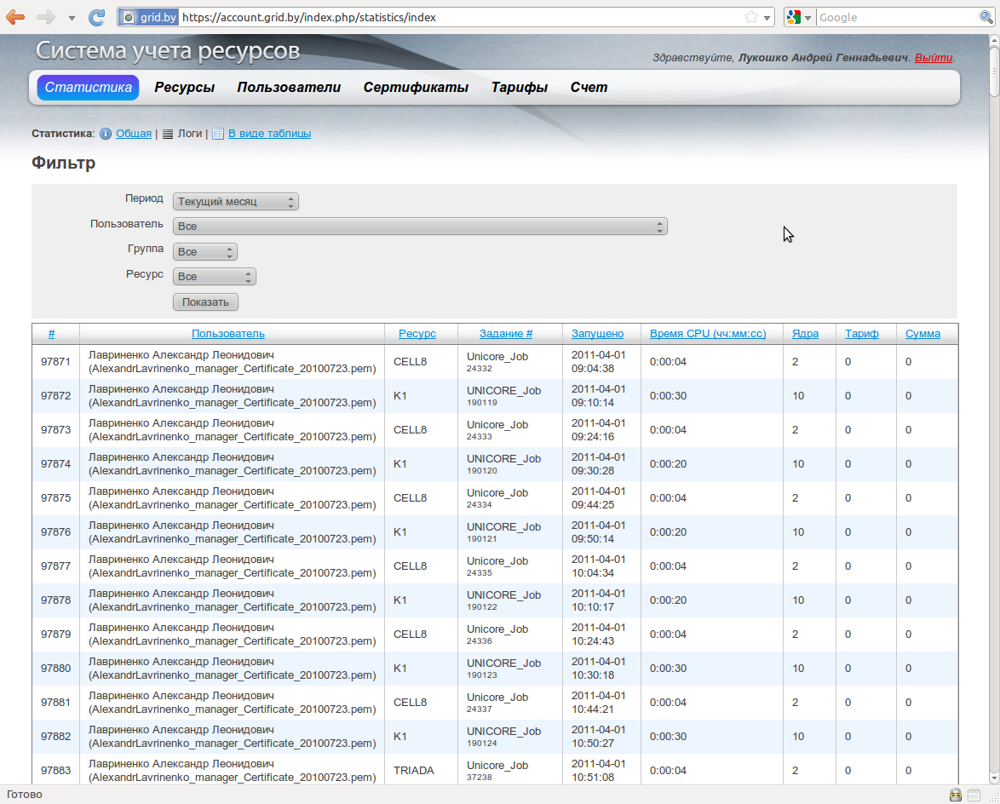 grid.by https://account.grid.by/index.php/statistics/index Google
Система учета ресурсов
Здравствуйте, Лукошко Андрей Геннадьевич. Выйти.
Статистика Ресурсы Пользователи Сертификаты Тарифы Счет
Статистика: Общая | Логи | В виде таблицы
Фильтр
Период Текущий месяц
Пользователь Все
Группа Все
Ресурс Все
Показать
# Пользователь Ресурс Задание # Запущено Время CPU (чч:мм:сс) Ядра Тариф Сумма
Лавриненко Александр Леонидович Unicore_Job 2011-04-01
97871 CELL8 0:00:04 2 0 0
(AlexandrLavrinenko_manager_Certificate_20100723.pem) 24332 09:04:38
Лавриненко Александр Леонидович UNICORE_Job 2011-04-01
97872 K1 0:00:30 10 0 0
(AlexandrLavrinenko_manager_Certificate_20100723.pem) 190119 09:10:14
Лавриненко Александр Леонидович Unicore_Job 2011-04-01
97873 CELL8 0:00:04 2 0 0
(AlexandrLavrinenko_manager_Certificate_20100723.pem) 24333 09:24:16
Лавриненко Александр Леонидович UNICORE_Job 2011-04-01
97874 K1 0:00:20 10 0 0
(AlexandrLavrinenko_manager_Certificate_20100723.pem) 190120 09:30:28
Лавриненко Александр Леонидович Unicore_Job 2011-04-01
97875 CELL8 0:00:04 2 0 0
(AlexandrLavrinenko_manager_Certificate_20100723.pem) 24334 09:44:25
Лавриненко Александр Леонидович UNICORE_Job 2011-04-01
97876 K1 0:00:20 10 0 0
(AlexandrLavrinenko_manager_Certificate_20100723.pem) 190121 09:50:14
Лавриненко Александр Леонидович Unicore_Job 2011-04-01
97877 CELL8 0:00:04 2 0 0
(AlexandrLavrinenko_manager_Certificate_20100723.pem) 24335 10:04:34
Лавриненко Александр Леонидович UNICORE_Job 2011-04-01
97878 K1 0:00:20 10 0 0
(AlexandrLavrinenko_manager_Certificate_20100723.pem) 190122 10:10:17
Лавриненко Александр Леонидович Unicore_Job 2011-04-01
97879 CELL8 0:00:04 2 0 0
(AlexandrLavrinenko_manager_Certificate_20100723.pem) 24336 10:24:43
Лавриненко Александр Леонидович UNICORE_Job 2011-04-01
97880 K1 0:00:30 10 0 0
(AlexandrLavrinenko_manager_Certificate_20100723.pem) 190123 10:30:18
Лавриненко Александр Леонидович Unicore_Job 2011-04-01
97881 CELL8 0:00:04 2 0 0
(AlexandrLavrinenko_manager_Certificate_20100723.pem) 24337 10:44:21
Лавриненко Александр Леонидович UNICORE_Job 2011-04-01
97882 K1 0:00:30 10 0 0
(AlexandrLavrinenko_manager_Certificate_20100723.pem) 190124 10:50:27
Лавриненко Александр Леонидович Unicore_Job 2011-04-01
97883 TRIADA 0:00:04 2 0 0
(AlexandrLavrinenko_manager_Certificate_20100723.pem) 37238 10:51:08
Готово